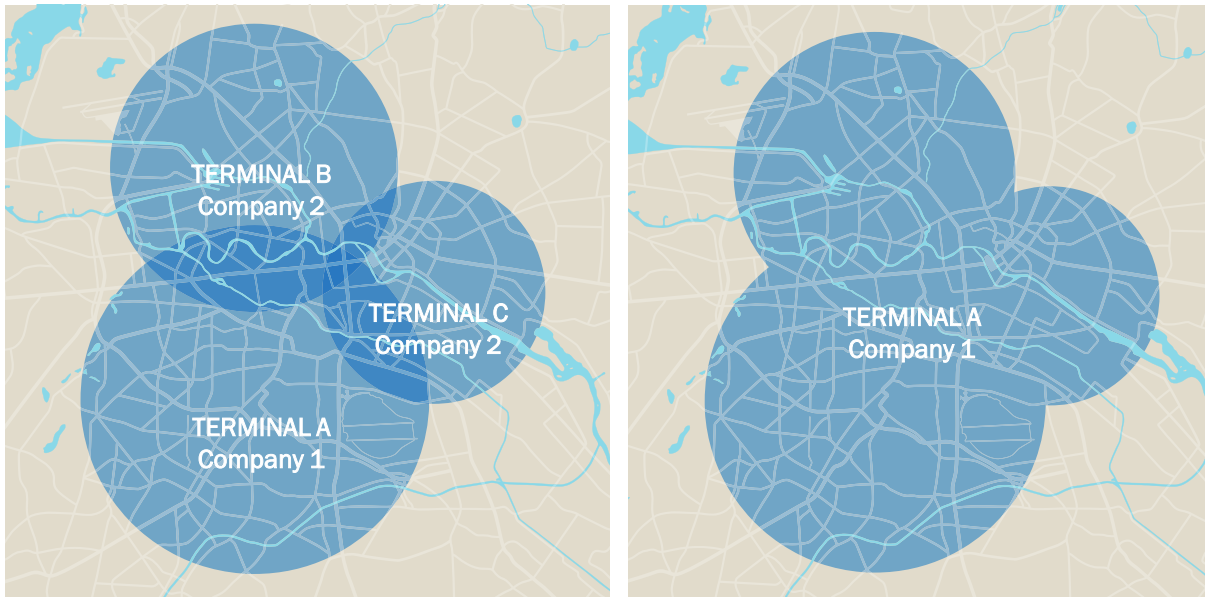 TERMINAL B
Company 2
TERMINAL C
Company 2
TERMINAL A
Company 1
TERMINAL A
Company 1